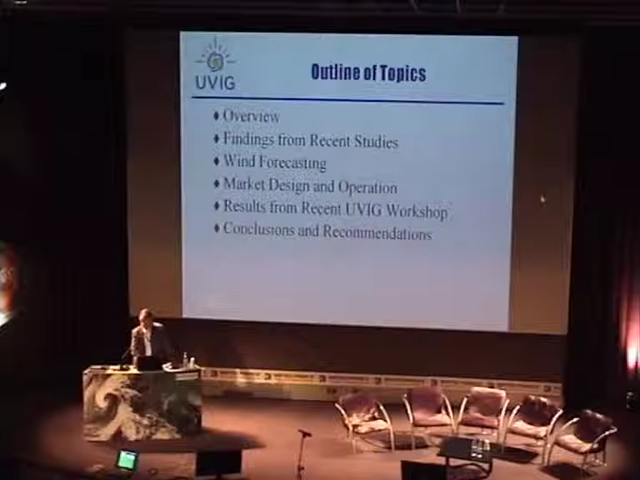 UVIG
Outline of Topics
♦ Overview
♦ Findings from Recent Studies
♦ Wind Forecasting
♦ Market Design and Operation
♦ Results from Recent UVIG Workshop
♦ Conclusions and Recommendations